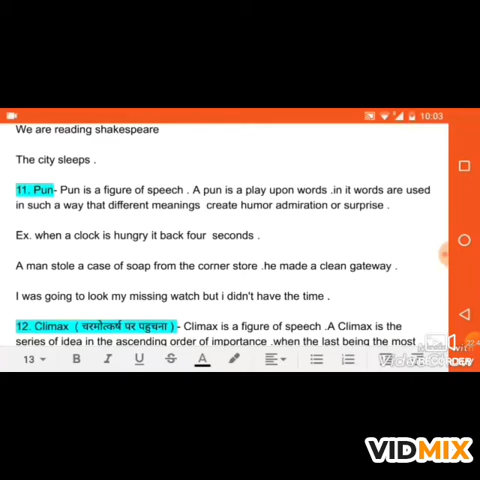 10:03
We are reading shakespeare
The city sleeps .
11. Pun- Pun is a figure of speech . A pun is a play upon words .in it words are used
in such a way that different meanings create humor admiration or surprise .
Ex. when a clock is hungry it back four seconds .
A man stole a case of soap from the corner store .he made a clean gateway .
I was going to look my missing watch but i didn't have the time .
12. Climax ( चरमोत्कर्ष पर पहुचना )- Climax is a figure of speech .A Climax is the
series of idea in the ascending order of importance .when the last being the most
13 B I U S A
VIDMIX